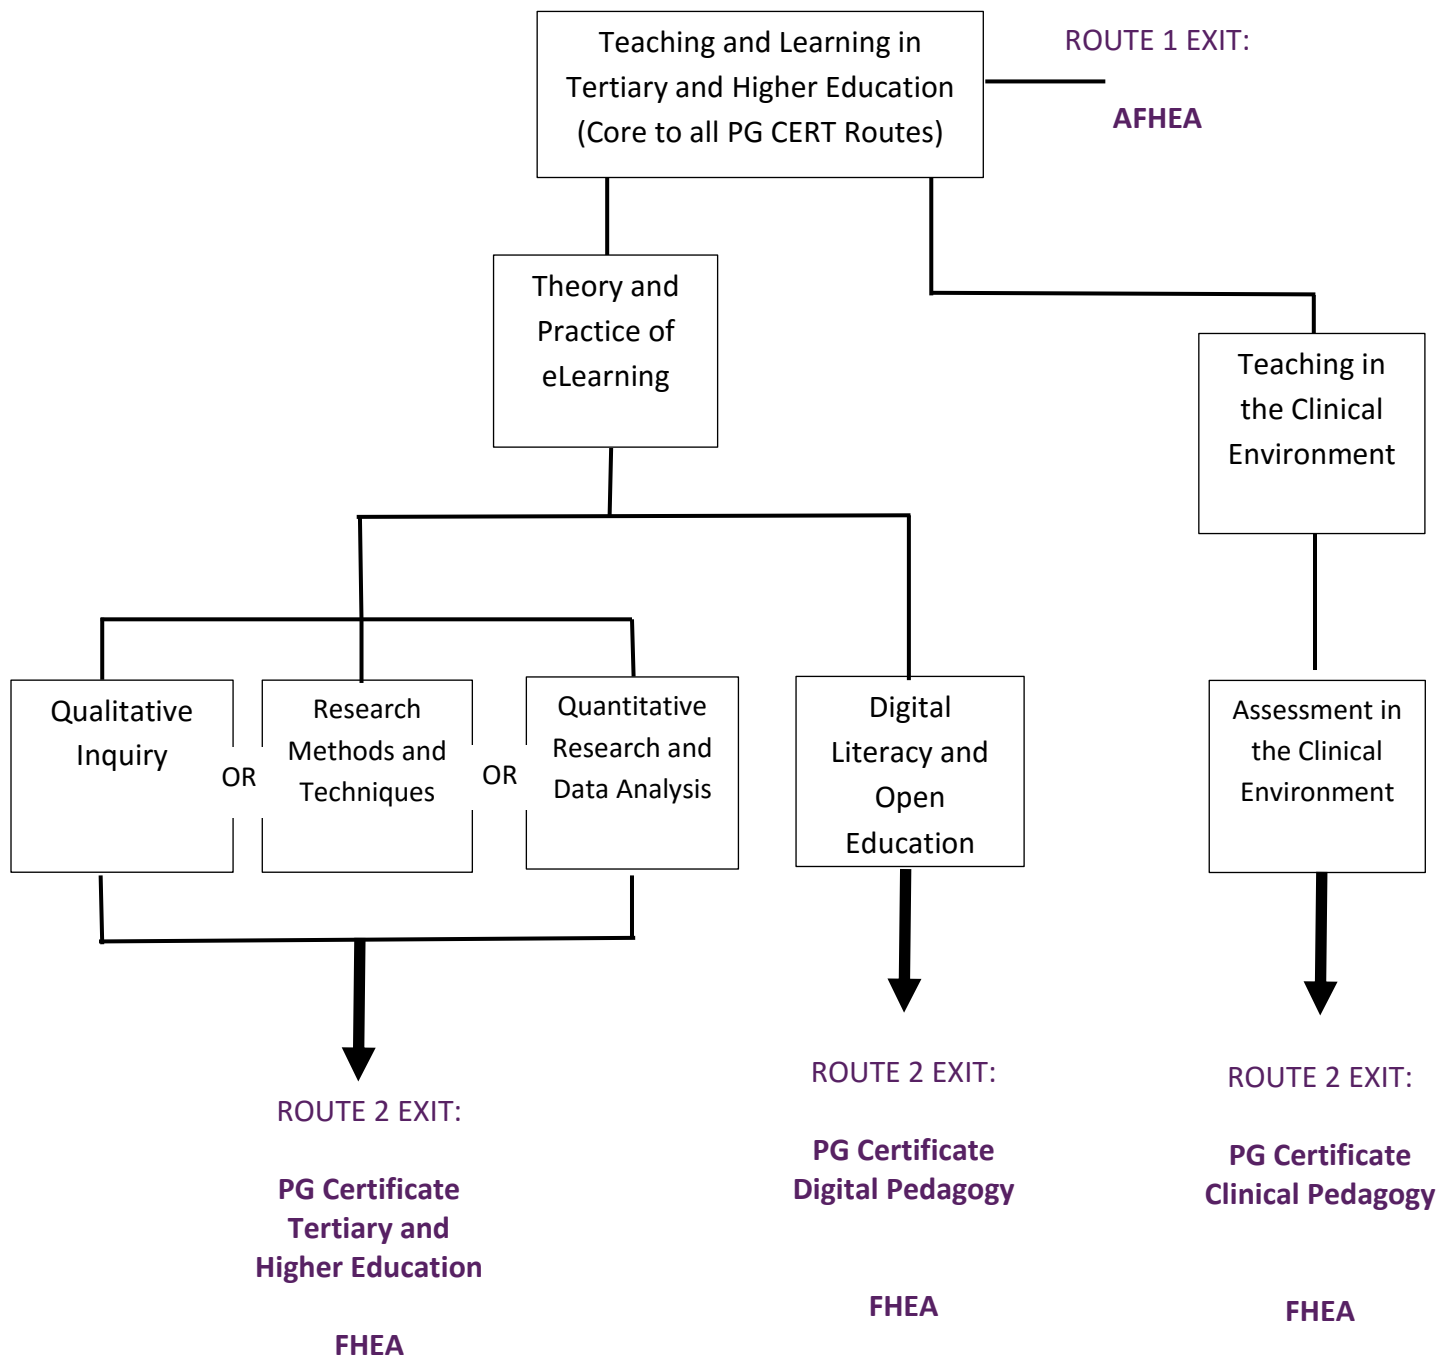 Teaching and Learning in
Tertiary and Higher Education
(Core to all PG CERT Routes)
ROUTE 1 EXIT:
AFHEA
Theory and
Practice of
eLearning
Teaching in
the Clinical
Environment
Qualitative
Inquiry
OR
Research
Methods and
Techniques
OR
Quantitative
Research and
Data Analysis
Digital
Literacy and
Open
Education
Assessment in
the Clinical
Environment
ROUTE 2 EXIT:
PG Certificate
Tertiary and
Higher Education
FHEA
ROUTE 2 EXIT:
PG Certificate
Digital Pedagogy
FHEA
ROUTE 2 EXIT:
PG Certificate
Clinical Pedagogy
FHEA